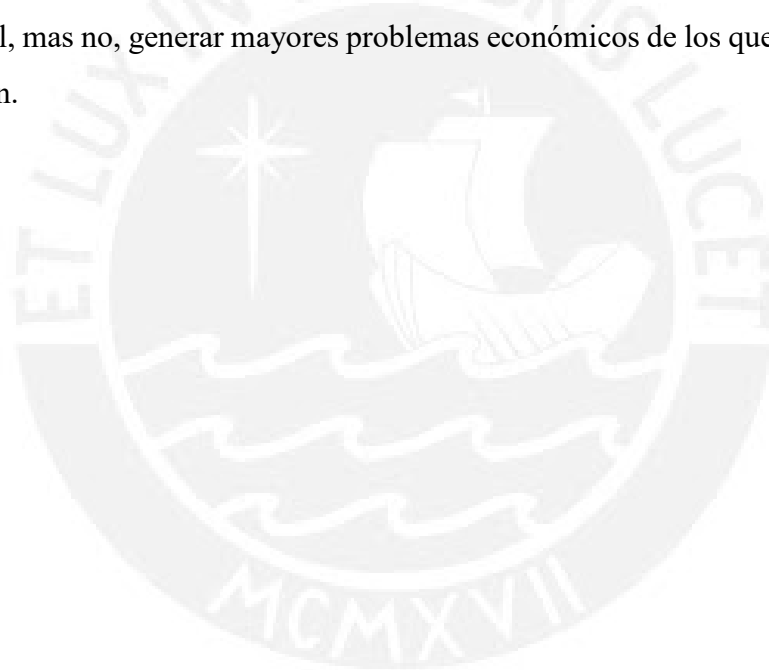 l, mas no, generar mayores problemas económicos de los que
n.
ET LUX IN TENEBRIS LUCET
MCMXVII